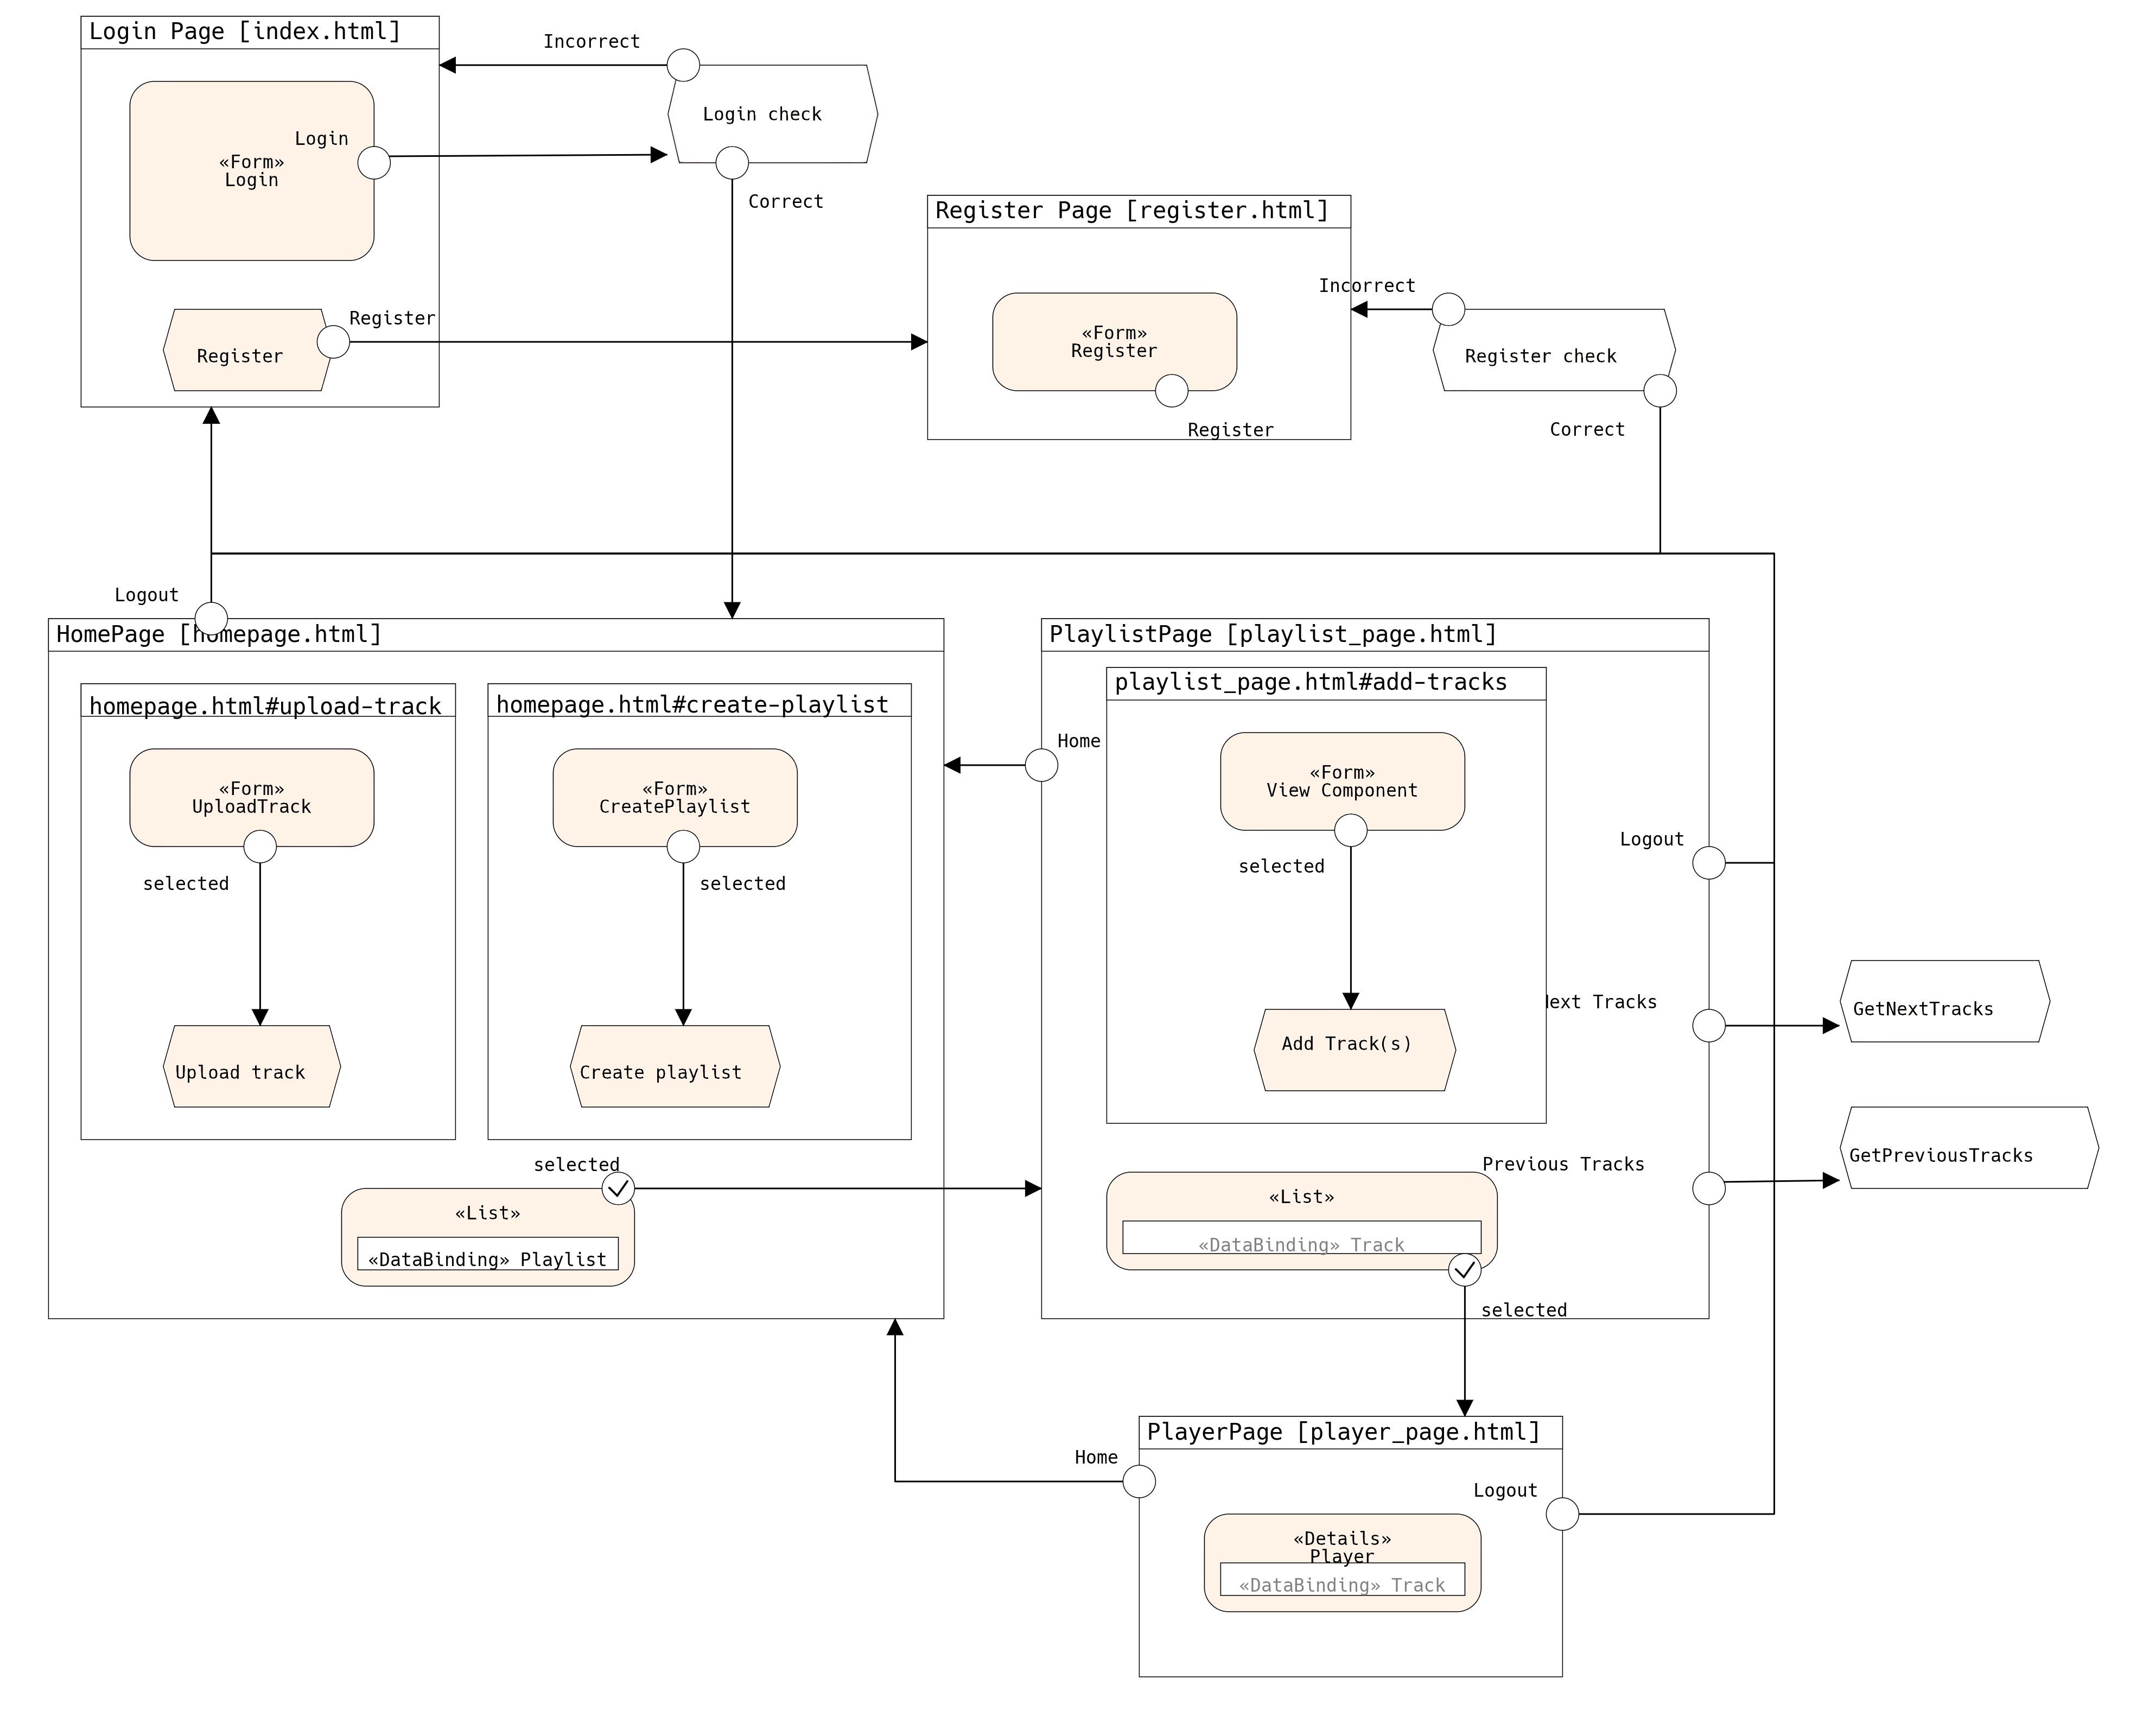 Login Page [index.html]
Incorrect
Login check
Login
«Form»
Login
Correct
Register Page [register.html]
Incorrect
Register
Register
«Form»
Register
Register check
Register
Correct
Logout
HomePage [homepage.html]
PlaylistPage [playlist_page.html]
homepage.html#upload-track
homepage.html#create-playlist
playlist_page.html#add-tracks
Home
«Form»
UploadTrack
«Form»
CreatePlaylist
«Form»
View Component
Logout
selected
selected
selected
ext Tracks
GetNextTracks
Add Track(s)
Upload track
Create playlist
selected
Previous Tracks
GetPreviousTracks
«List»
«DataBinding» Playlist
«List»
«DataBinding» Track
selected
PlayerPage [player_page.html]
Home
Logout
«Details»
Player
«DataBinding» Track